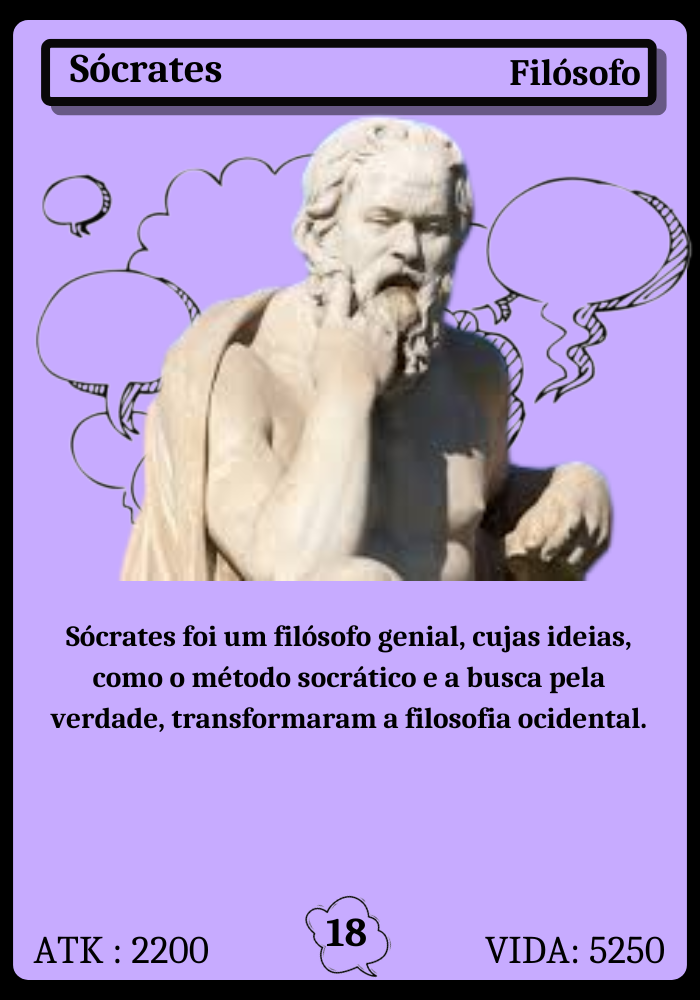 Sócrates
Filósofo
Sócrates foi um filósofo genial, cujas ideias,
como o método socrático e a busca pela
verdade, transformaram a filosofia ocidental.
ATK : 2200
18
VIDA: 5250